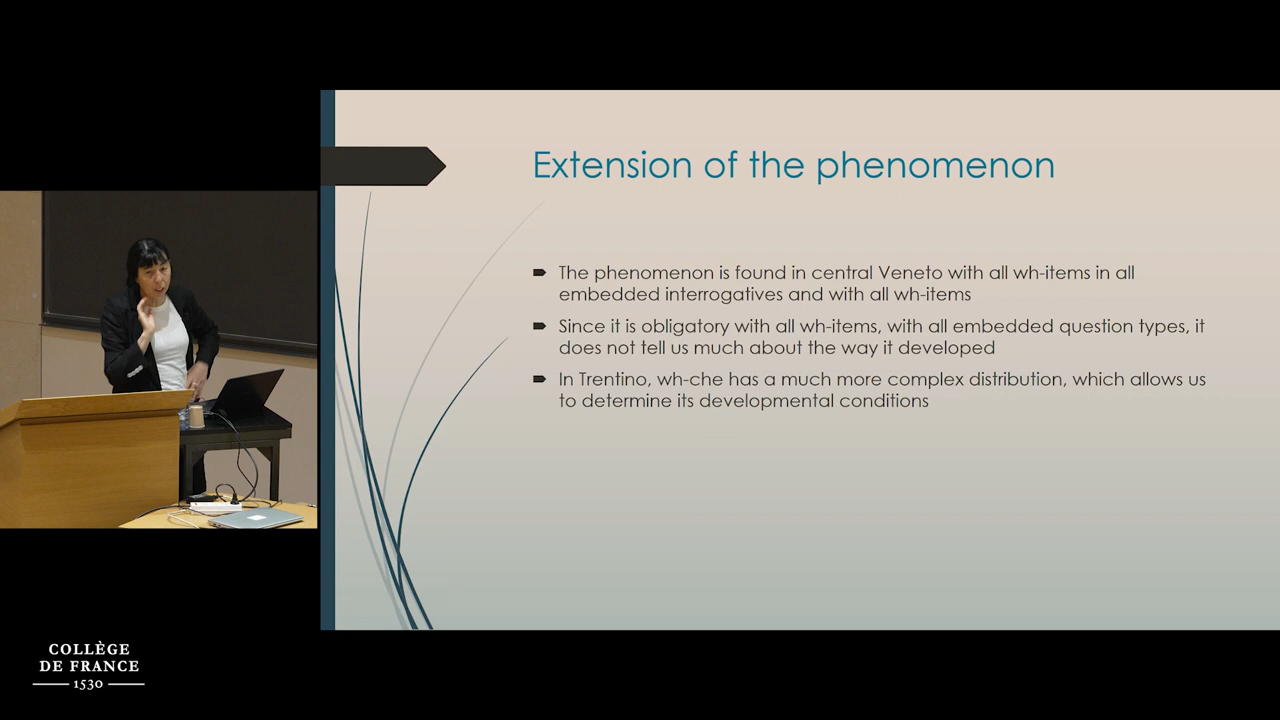 Extension of the phenomenon
The phenomenon is found in central Veneto with all wh-items in all
embedded interrogatives and with all wh-items
Since it is obligatory with all wh-items, with all embedded question types, it
does not tell us much about the way it developed
In Trentino, wh-che has a much more complex distribution, which allows us
to determine its developmental conditions
COLLÈGE
DE FRANCE
1530